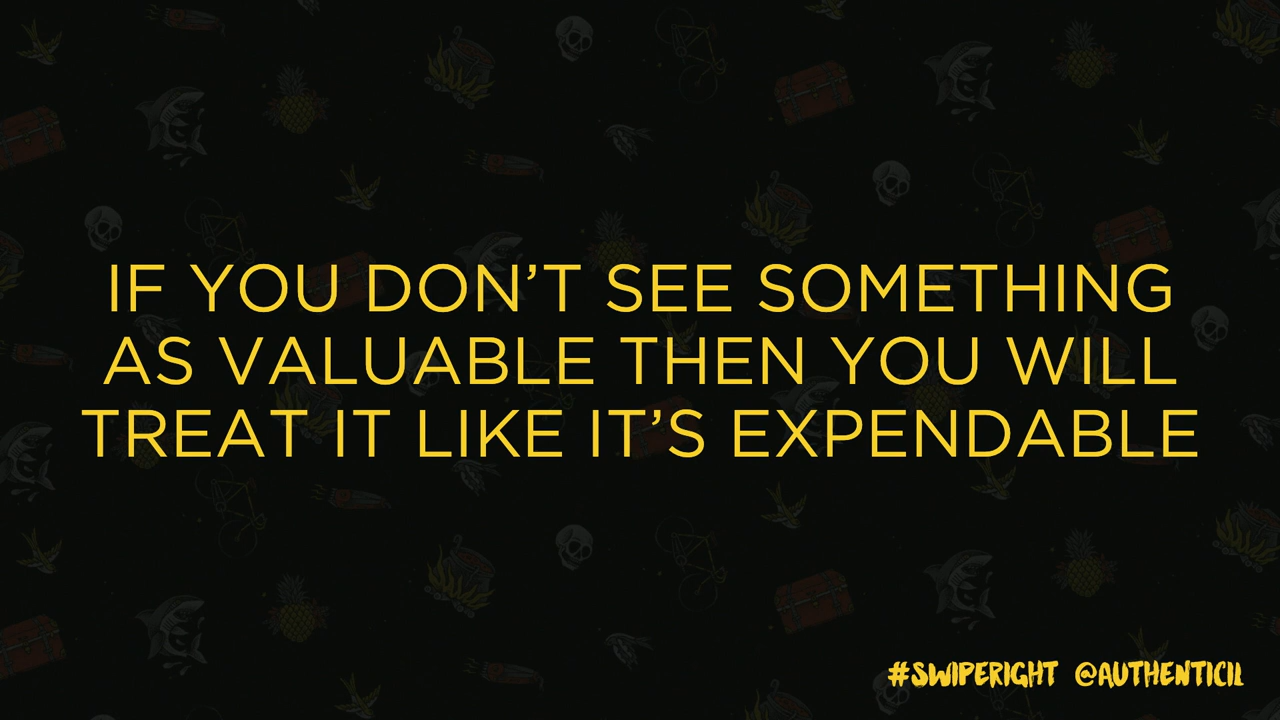 IF YOU DON’T SEE SOMETHING
AS VALUABLE THEN YOU WILL
TREAT IT LIKE IT’S EXPENDABLE
#SWIPERIGHT @AUTHENTICIL